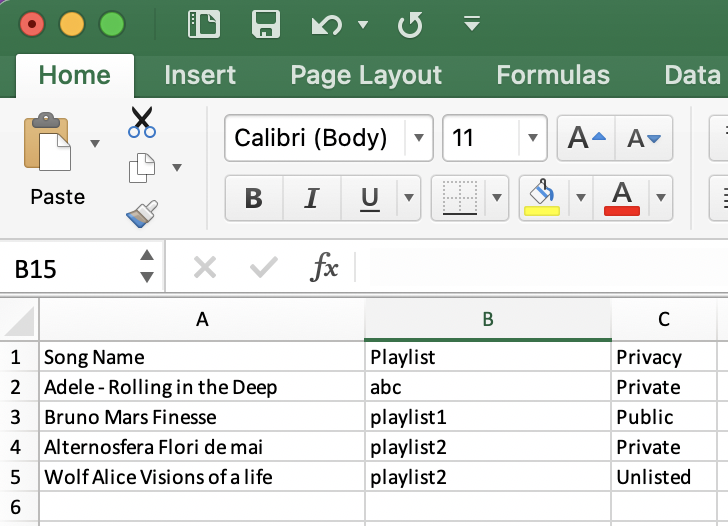 Home Insert Page Layout Formulas Data
Calibri (Body) 11 A A
Paste
B I U A
B15 fx
A B C
1 Song Name Playlist Privacy
2 Adele - Rolling in the Deep abc Private
3 Bruno Mars Finesse playlist1 Public
4 Alternosfera Flori de mai playlist2 Private
5 Wolf Alice Visions of a life playlist2 Unlisted
6